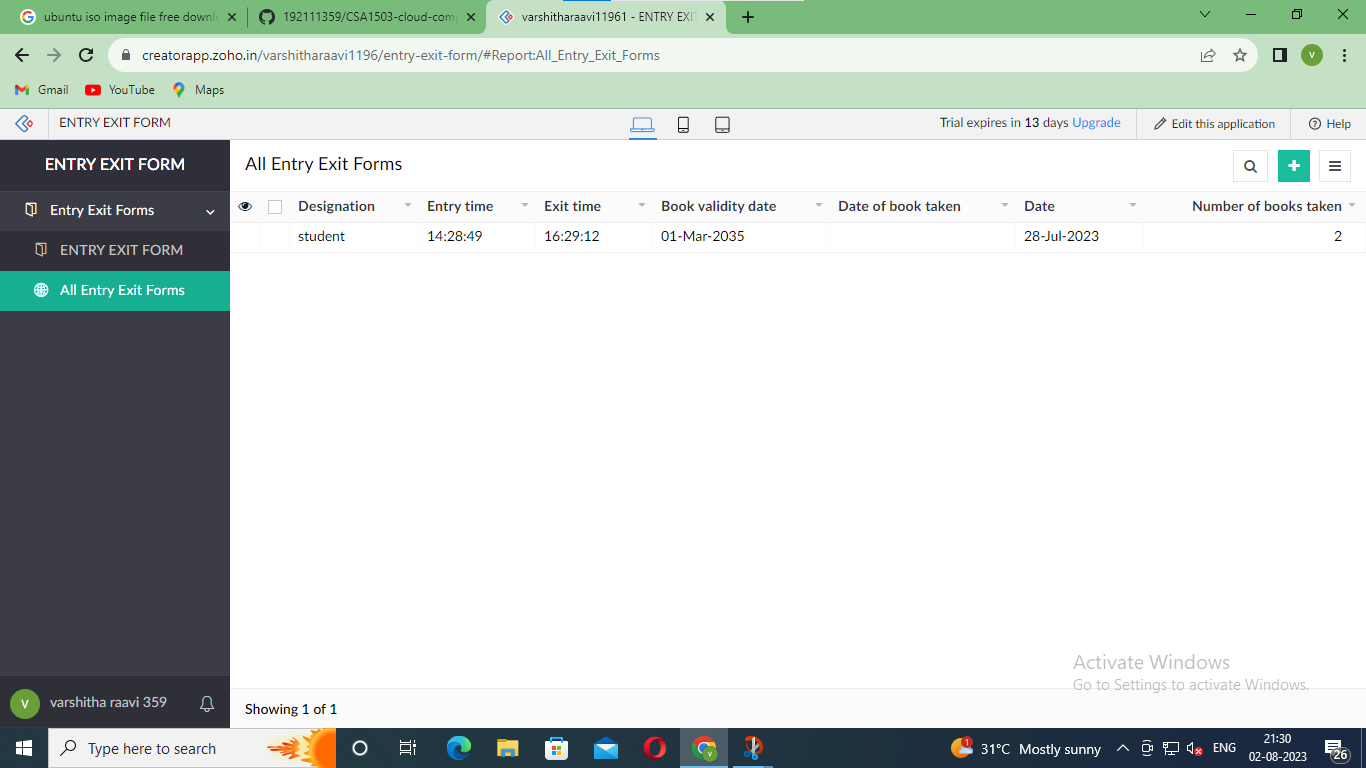 ubuntu iso image file free downl
192111359/CSA1503-cloud-com
varshitharaavi11961 - ENTRY EXIT
creatorapp.zoho.in/varshitharaavi1196/entry-exit-form/#Report:All_Entry_Exit_Forms
V
Gmail
YouTube
Maps
ENTRY EXIT FORM
Trial expires in 13 days Upgrade
Edit this application
Help
ENTRY EXIT FORM
Entry Exit Forms
ENTRY EXIT FORM
All Entry Exit Forms
All Entry Exit Forms
Designation Entry time Exit time Book validity date Date of book taken Date Number of books taken
student 14:28:49 16:29:12 01-Mar-2035 28-Jul-2023 2
Activate Windows
Go to Settings to activate Windows.
V
varshitha raavi 359
Showing 1 of 1
Type here to search
V
1
31°C Mostly sunny
ENG
21:30
02-08-2023
26